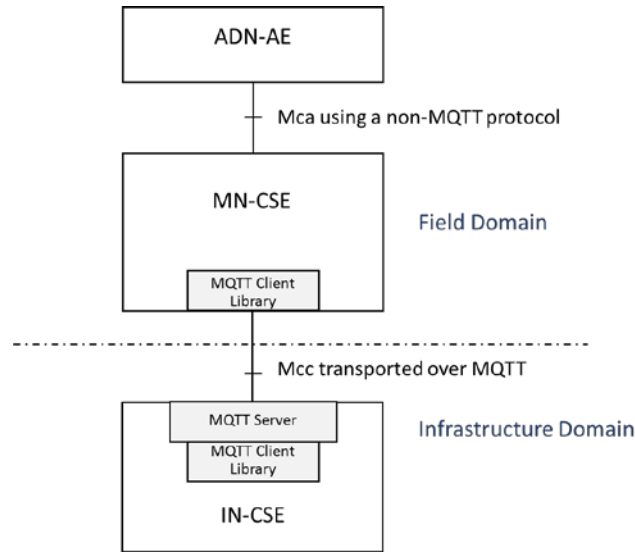 ADN-AE
Mca using a non-MQTT protocol
MN-CSE
Field Domain
MQTT Client
Library
Mcc transported over MQTT
MQTT Server
Infrastructure Domain
MQTT Client
Library
IN-CSE